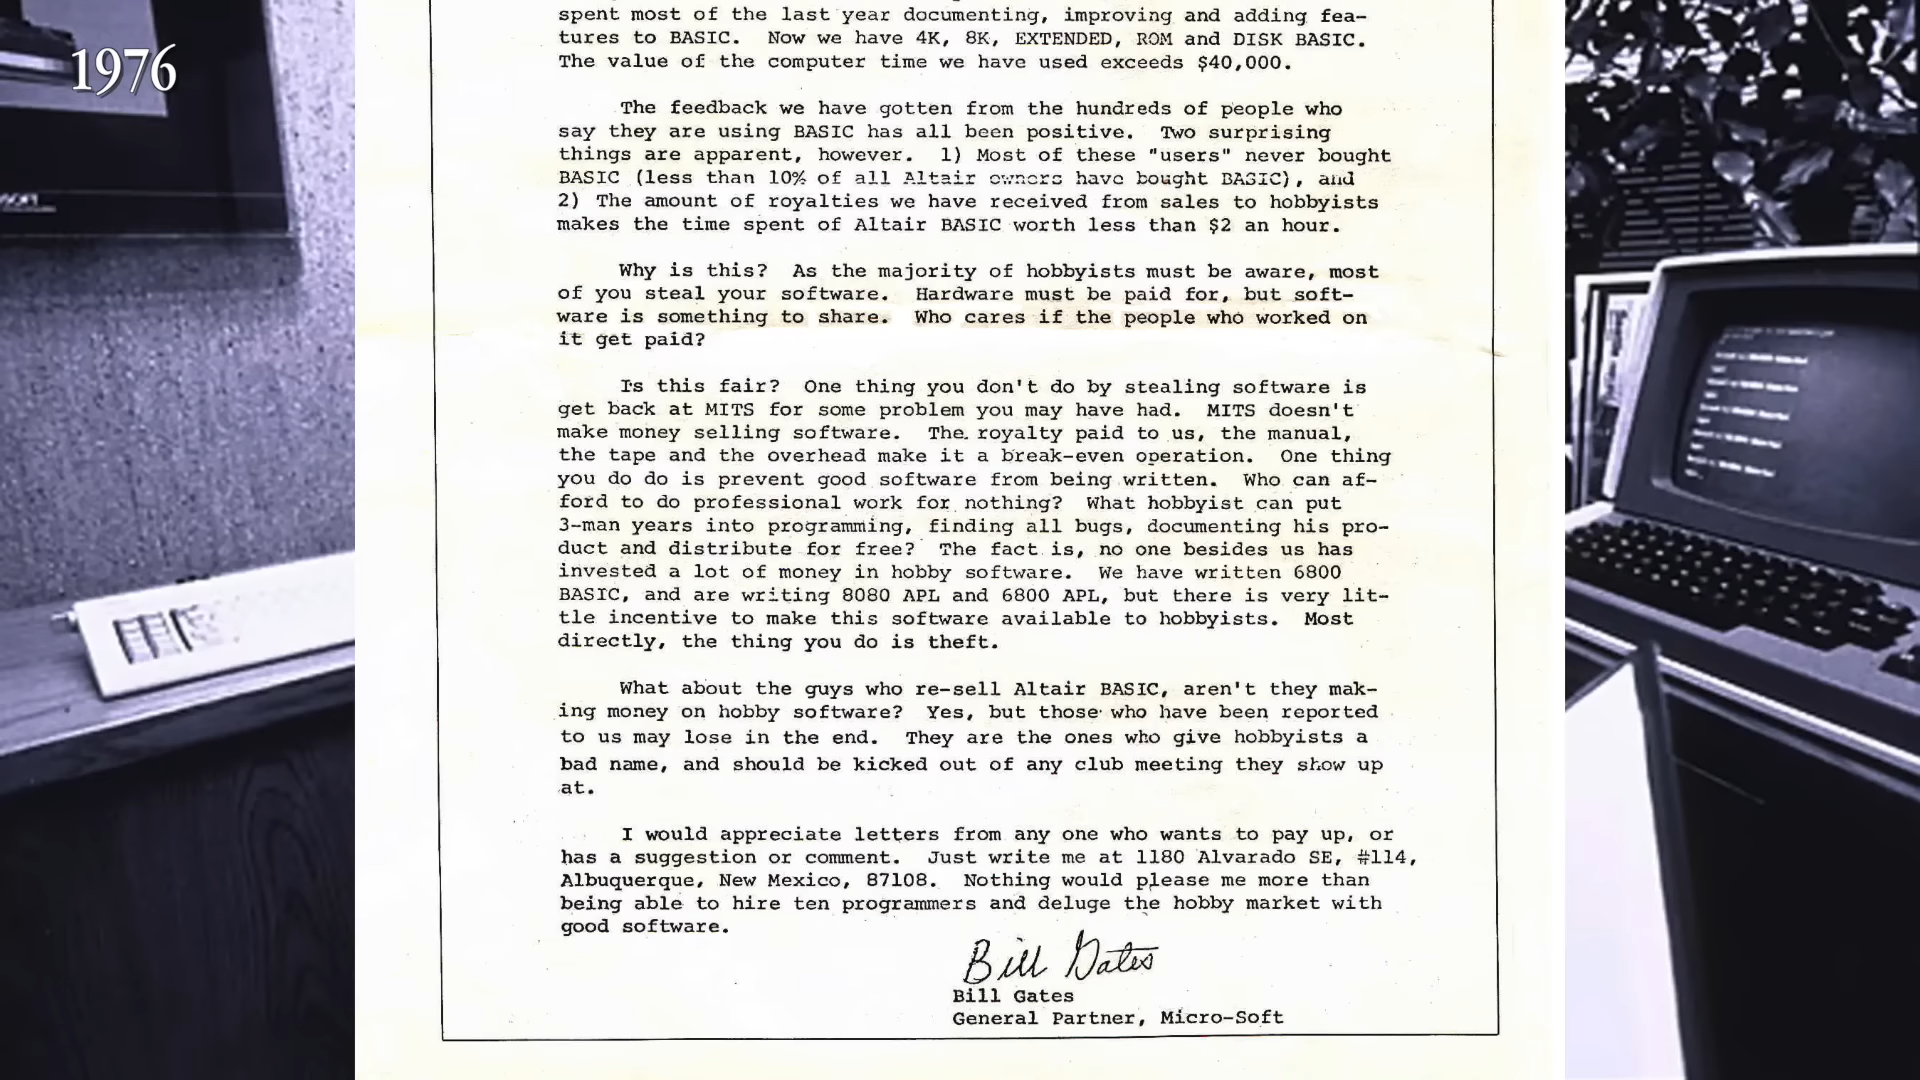 1976
spent most of the last year documenting, improving and adding fea-
tures to BASIC. Now we have 4K, 8K, EXTENDED, ROM and DISK BASIC.
The value of the computer time we have used exceeds $40,000.
The feedback we have gotten from the hundreds of people who
say they are using BASIC has all been positive. Two surprising
things are apparent, however. 1) Most of these "users" never bought
BASIC (less than 10% of all Altair owners have bought BASIC), and
2) The amount of royalties we have received from sales to hobbyists
makes the time spent of Altair BASIC worth less than $2 an hour.
Why is this? As the majority of hobbyists must be aware, most
of you steal your software. Hardware must be paid for, but soft-
ware is something to share. Who cares if the people who worked on
it get paid?
Is this fair? One thing you don't do by stealing software is
get back at MITS for some problem you may have had. MITS doesn't
make money selling software. The royalty paid to us, the manual,
the tape and the overhead make it a break-even operation. One thing
you do do is prevent good software from being written. Who can af-
ford to do professional work for nothing? What hobbyist can put
3-man years into programming, finding all bugs, documenting his pro-
duct and distribute for free? The fact is, no one besides us has
invested a lot of money in hobby software. We have written 6800
BASIC, and are writing 8080 APL and 6800 APL, but there is very lit-
tle incentive to make this software available to hobbyists. Most
directly, the thing you do is theft.
What about the guys who re-sell Altair BASIC, aren't they mak-
ing money on hobby software? Yes, but those who have been reported
to us may lose in the end. They are the ones who give hobbyists a
bad name, and should be kicked out of any club meeting they show up
at.
I would appreciate letters from any one who wants to pay up, or
has a suggestion or comment. Just write me at 1180 Alvarado SE, #114,
Albuquerque, New Mexico, 87108. Nothing would please me more than
being able to hire ten programmers and deluge the hobby market with
good software.
Bill Gates
Bill Gates
General Partner, Micro-Soft